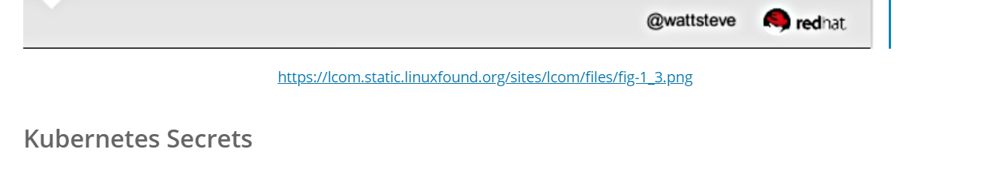 @wattsteve redhat
https://lcom.static.linuxfound.org/sites/lcom/files/fig-1_3.png
Kubernetes Secrets